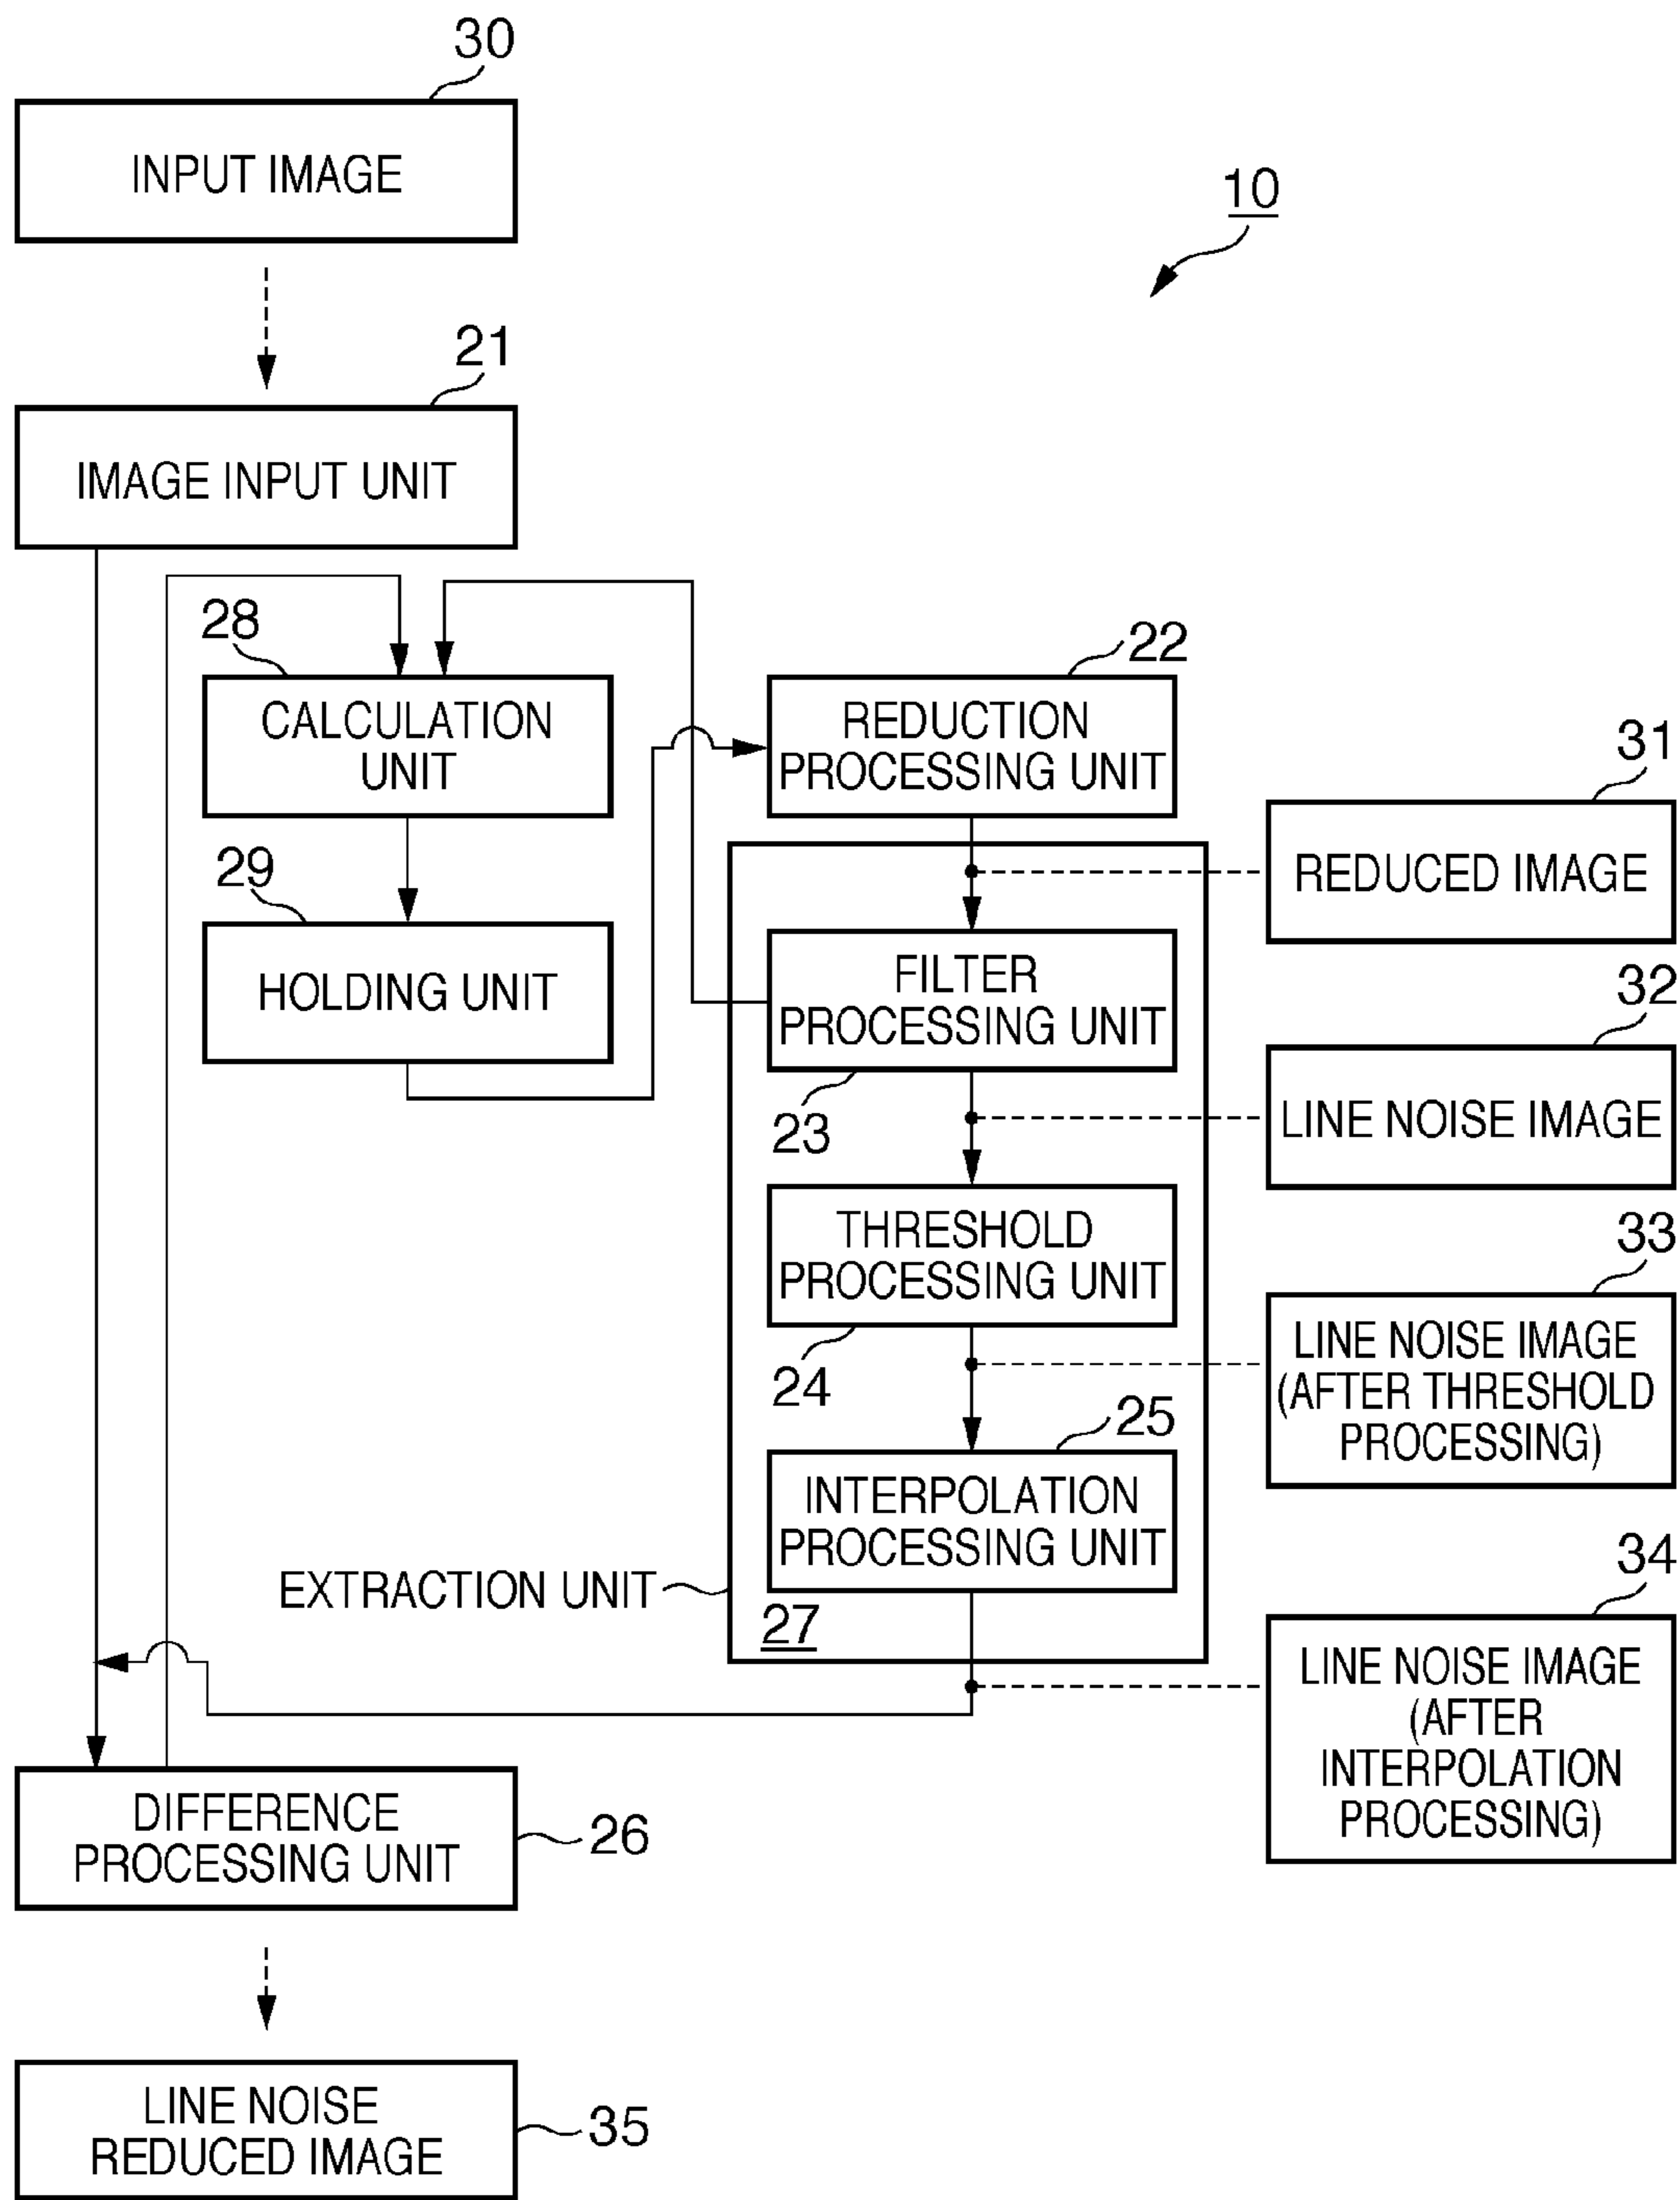 30
INPUT IMAGE
10
21
IMAGE INPUT UNIT
28
CALCULATION
UNIT
22
REDUCTION
PROCESSING UNIT
31
REDUCED IMAGE
29
HOLDING UNIT
FILTER
PROCESSING UNIT
23
32
LINE NOISE IMAGE
THRESHOLD
PROCESSING UNIT
24
33
LINE NOISE IMAGE
(AFTER THRESHOLD
PROCESSING)
25
INTERPOLATION
PROCESSING UNIT
EXTRACTION UNIT
27
34
LINE NOISE IMAGE
(AFTER
INTERPOLATION
PROCESSING)
DIFFERENCE
PROCESSING UNIT
26
LINE NOISE
REDUCED IMAGE
35